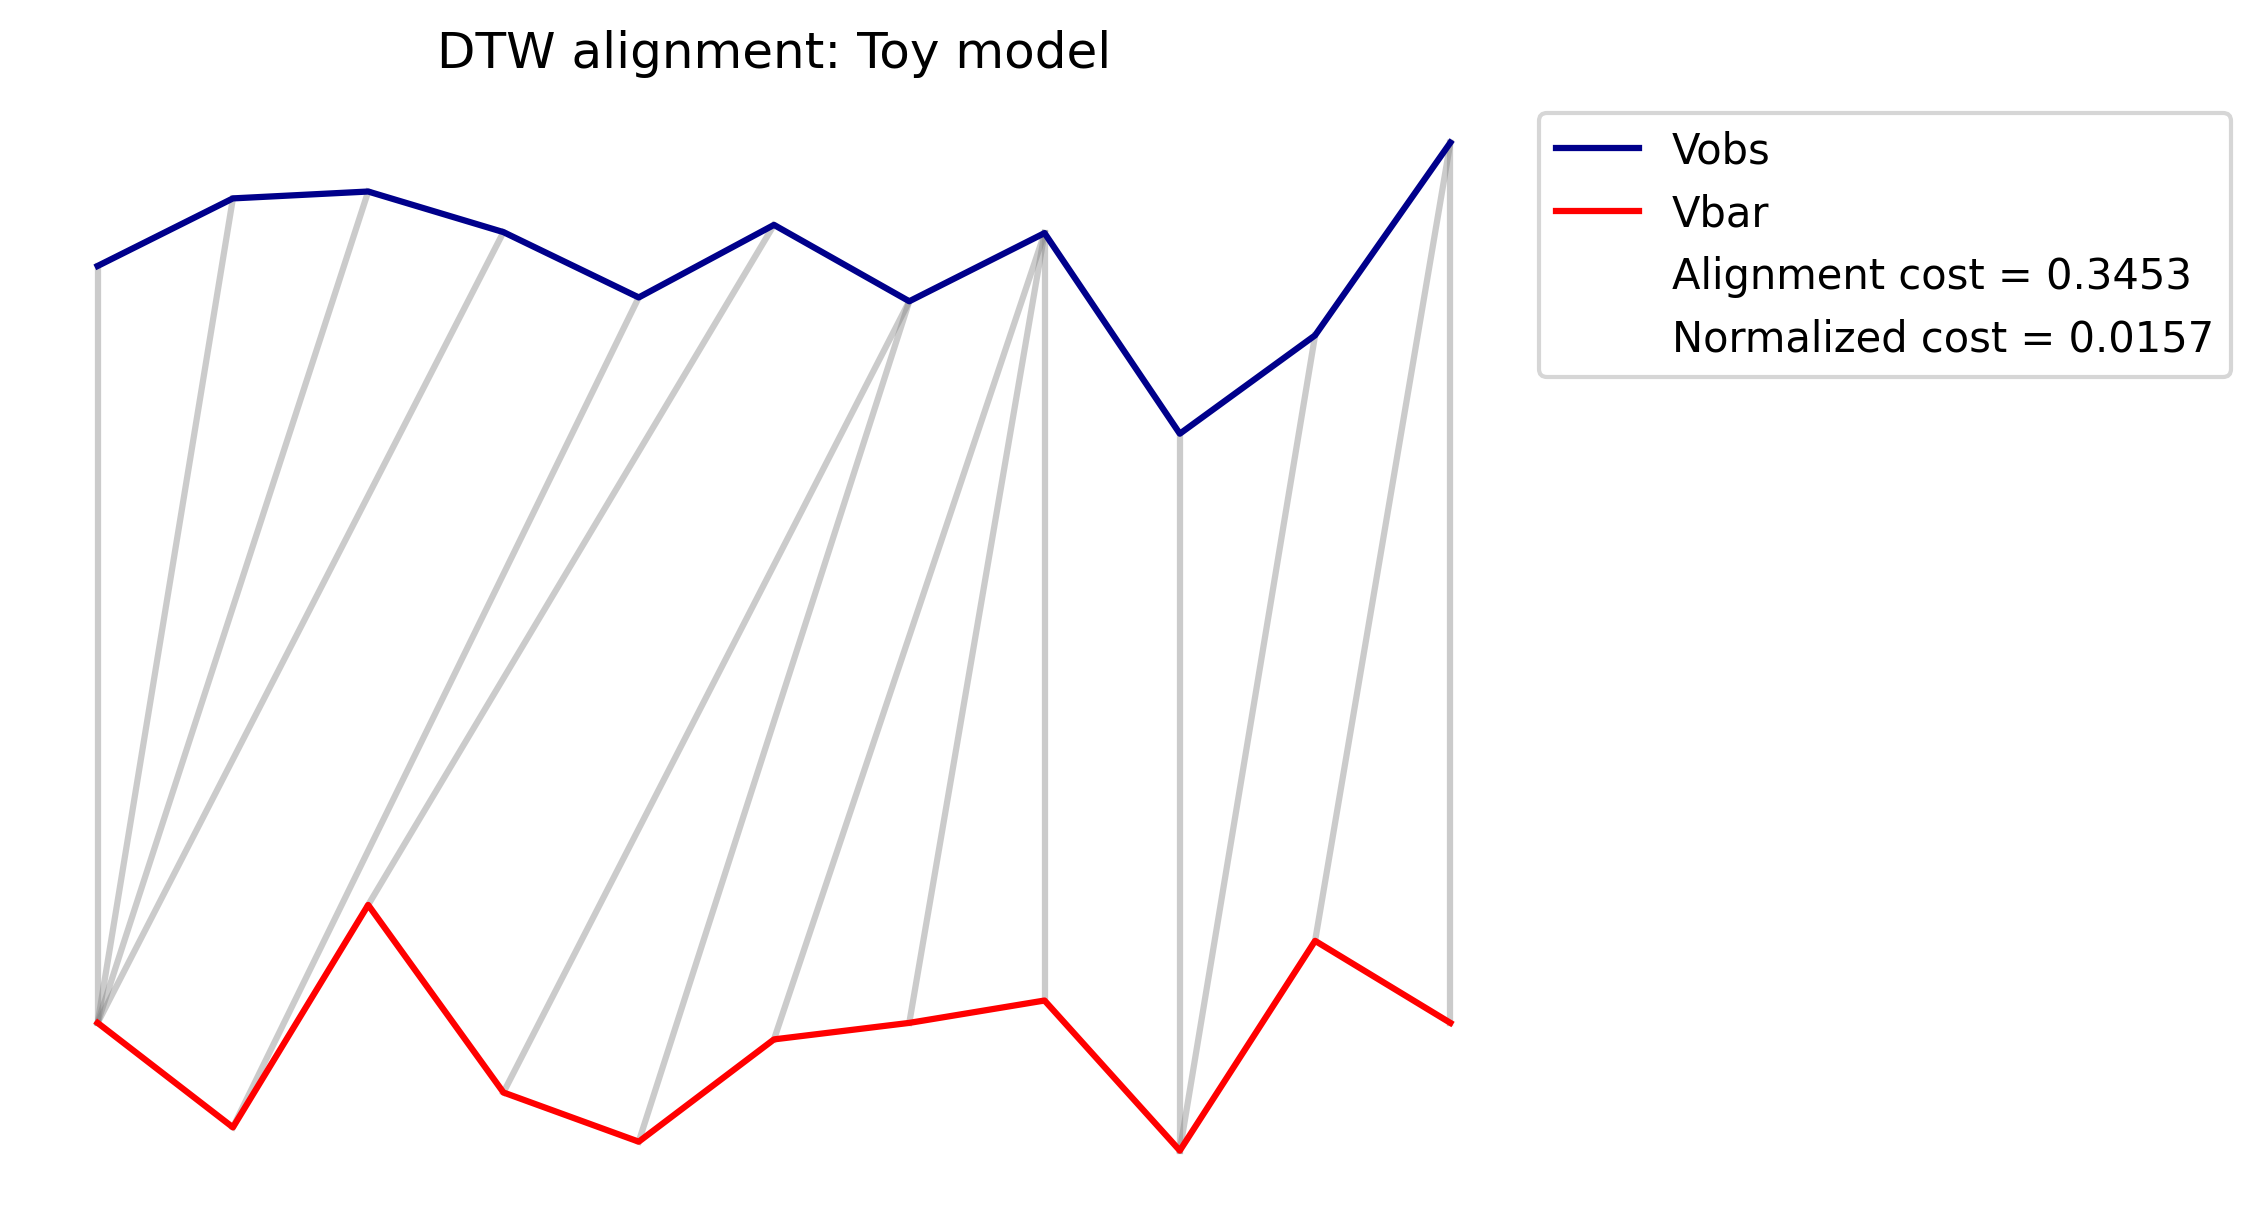 DTW alignment: Toy model
Vobs
Vbar
Alignment cost = 0.3453
Normalized cost = 0.0157